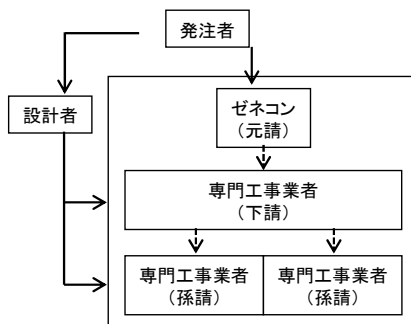 発注者
設計者
ゼネコン
（元請）
専門工事業者
（下請）
専門工事業者
（孫請）
専門工事業者
（孫請）